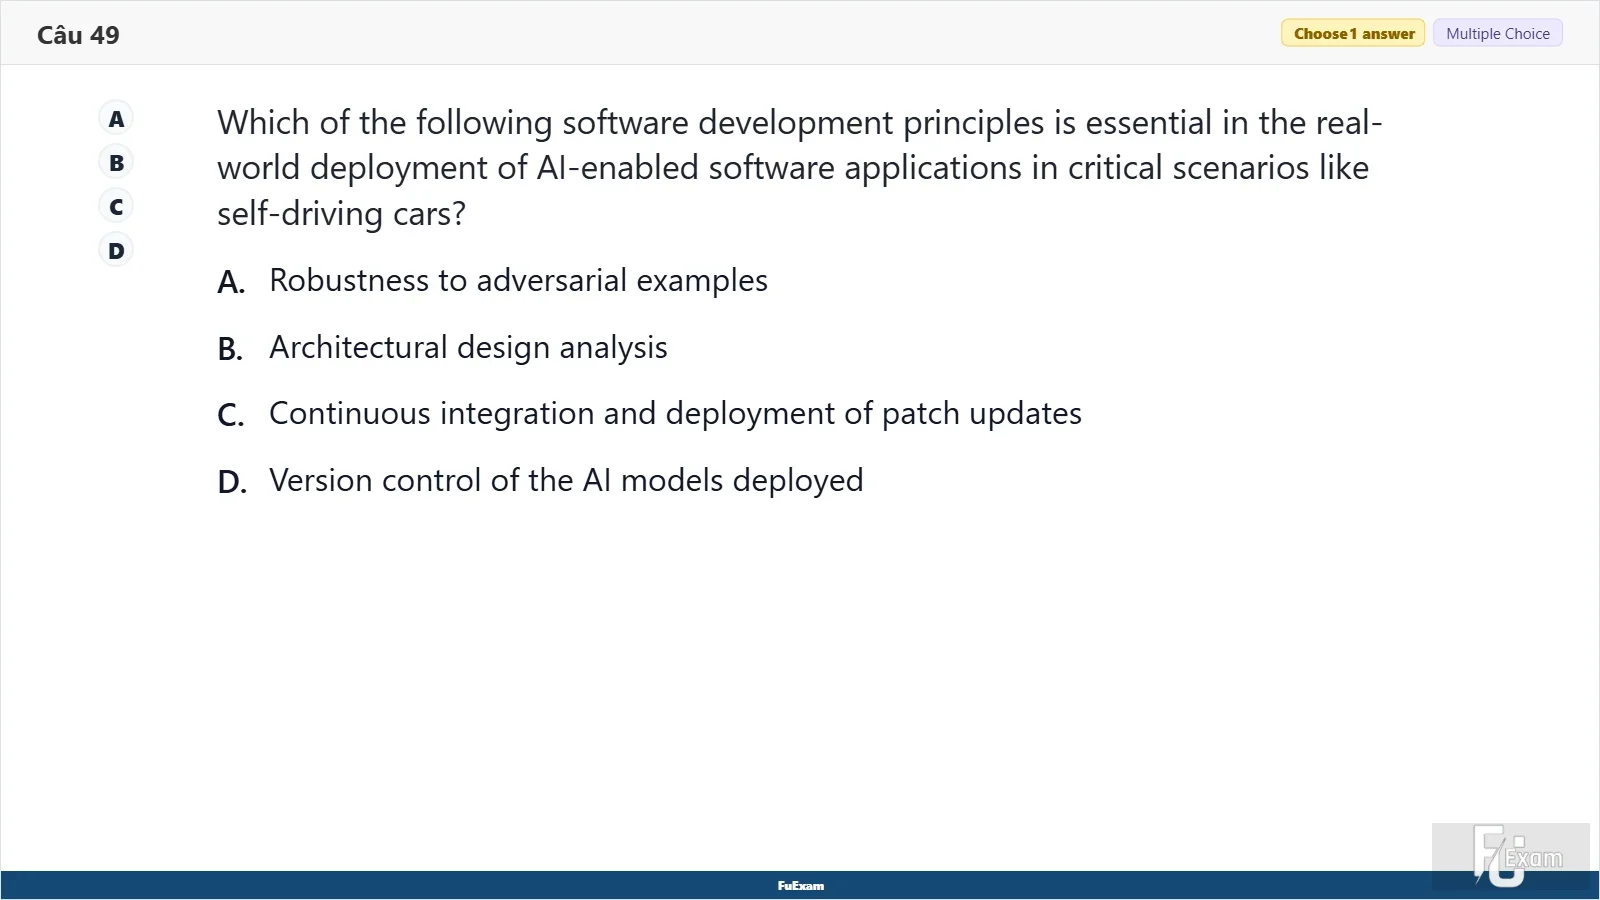 Câu 49
Choose 1 answer
Multiple Choice
A
B
C
D
Which of the following software development principles is essential in the real-
world deployment of AI-enabled software applications in critical scenarios like
self-driving cars?
A. Robustness to adversarial examples
B. Architectural design analysis
C. Continuous integration and deployment of patch updates
D. Version control of the AI models deployed
FuExam
FU Exam